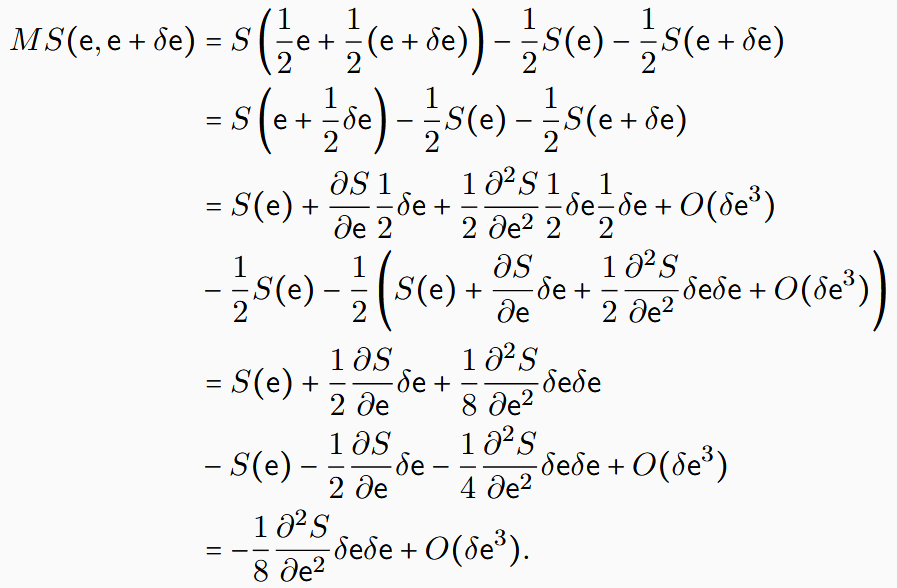 MS(e, e + δe) = S(1/2 e + 1/2 (e + δe)) − 1/2 S(e) − 1/2 S(e + δe)
= S(e + 1/2 δe) − 1/2 S(e) − 1/2 S(e + δe)
= S(e) + ∂S/∂e 1/2 δe + 1/2 ∂²S/∂e² 1/2 δe 1/2 δe + O(δe³)
− 1/2 S(e) − 1/2 (S(e) + ∂S/∂e δe + 1/2 ∂²S/∂e² δeδe + O(δe³))
= S(e) + 1/2 ∂S/∂e δe + 1/8 ∂²S/∂e² δeδe
− S(e) − 1/2 ∂S/∂e δe − 1/4 ∂²S/∂e² δeδe + O(δe³)
= −1/8 ∂²S/∂e² δeδe + O(δe³).